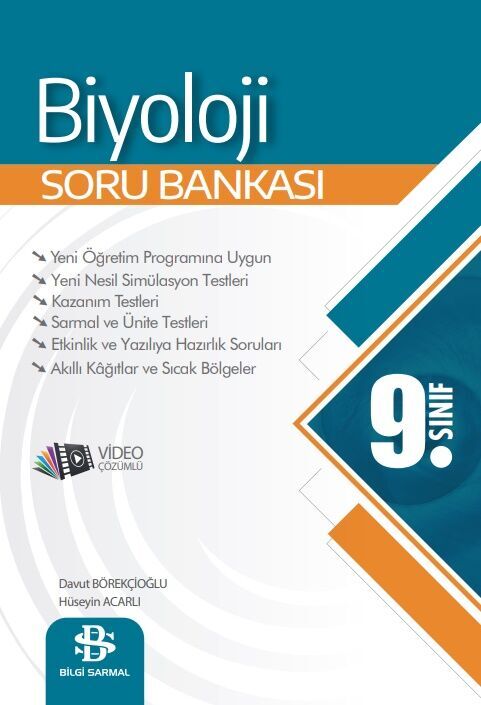 Biyoloji
SORU BANKASI
Yeni Öğretim Programına Uygun
Yeni Nesil Simülasyon Testleri
Kazanım Testleri
Sarmal ve Ünite Testleri
Etkinlik ve Yazılıya Hazırlık Soruları
Akıllı Kâğıtlar ve Sıcak Bölgeler
9. SINIF
VİDEO
ÇÖZÜMLÜ
Davut BÖREKÇİOĞLU
Hüseyin ACARLI
BS
BİLGİ SARMAL